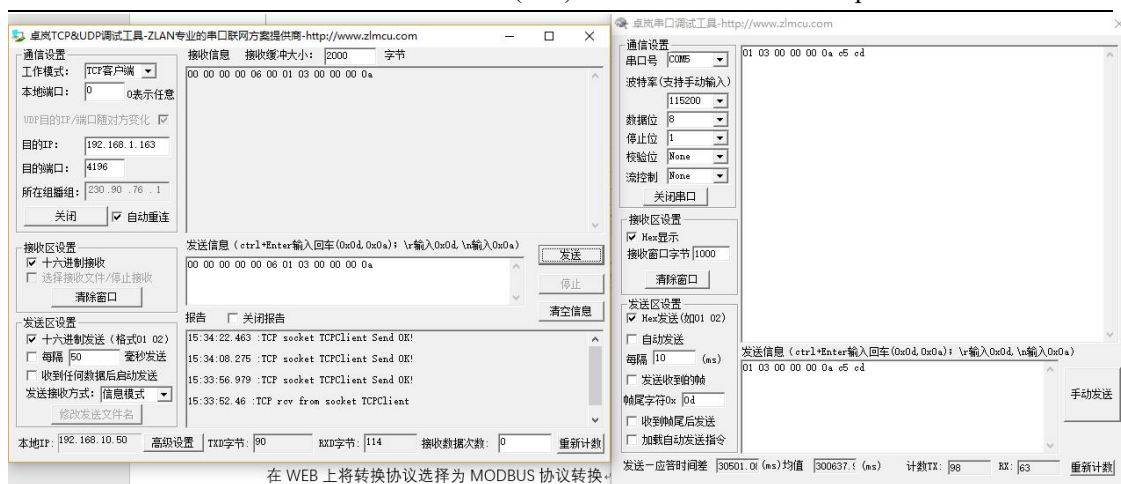 卓岚TCP&UDP调试工具-ZLAN专业的串口联网方案提供商-http://www.zlmcu.com
通信设置
工作模式: TCP客户端
本地端口: 0 0表示任意
UDP目的IP/端口随对方变化
目的IP: 192.168.1.163
目的端口: 4196
所在组播组: 230.90.76.1
关闭 自动重连
接收区设置
十六进制接收
选择接收文件/停止接收
清除窗口
发送区设置
十六进制发送(格式01 02)
每隔 50 毫秒发送
收到任何数据后启动发送
发送接收方式: 信息模式
修改发送文件名
接收信息 接收缓冲大小: 2000 字节
00 00 00 00 06 00 01 03 00 00 00 0a
发送信息(ctrl+Enter输入回车(0x0d,0x0a); \r输入0x0d,\n输入0x0a)
00 00 00 00 00 06 01 03 00 00 00 0a
发送
停止
清空信息
报告 关闭报告
15:34:22.463 :TCP socket TCPClient Send OK!
15:34:08.275 :TCP socket TCPClient Send OK!
15:33:56.979 :TCP socket TCPClient Send OK!
15:33:52.46 :TCP rcv from socket TCPClient
本地IP: 192.168.10.50 高级设置 TXD字节: 90 RXD字节: 114 接收数据次数: 0 重新计数
在 WEB 上将转换协议选择为 MODBUS 协议转换
卓岚串口调试工具-http://www.zlmcu.com
通信设置
串口号 COM5
波特率(支持手动输入)
115200
数据位 8
停止位 1
校验位 None
流控制 None
关闭串口
接收区设置
Hex显示
接收窗口字节 1000
清除窗口
发送区设置
Hex发送(如01 02)
自动发送
每隔 10 (ms)
发送收到的帧
帧尾字符0x 0d
收到帧尾后发送
加载自动发送指令
01 03 00 00 00 0a c5 cd
发送信息(ctrl+Enter输入回车(0x0d,0x0a); \r输入0x0d,\n输入0x0a)
01 03 00 00 00 0a c5 cd
手动发送
发送—应答时间差 30501.0 (ms)均值 300637. (ms) 计数TX: 98 RX: 63 重新计数